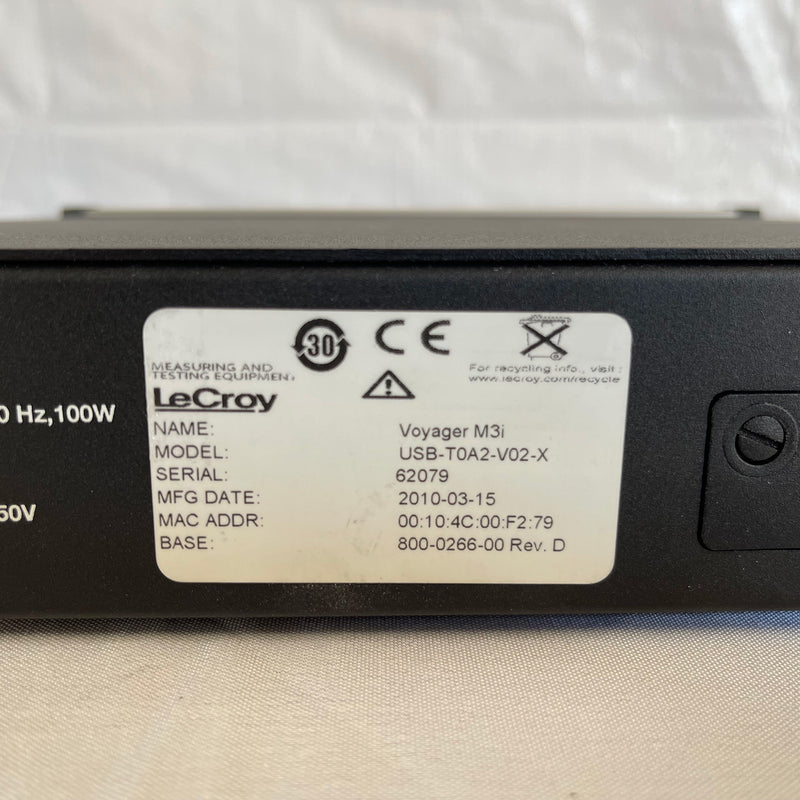 30
CE
MEASURING AND
TESTING EQUIPMENT
For recycling info., visit :
www.lecroy.com/recycle
LeCroy
0 Hz,100W
NAME: Voyager M3i
MODEL: USB-T0A2-V02-X
SERIAL: 62079
MFG DATE: 2010-03-15
50V
MAC ADDR: 00:10:4C:00:F2:79
BASE: 800-0266-00 Rev. D